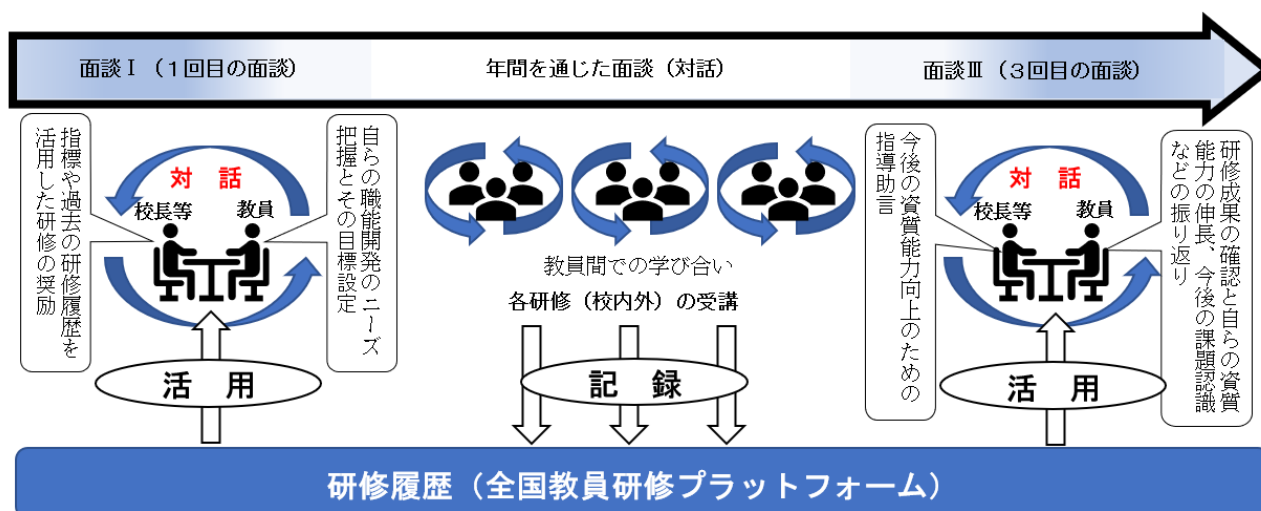 面談Ⅰ（１回目の面談）
年間を通じた面談（対話）
面談Ⅲ（３回目の面談）
指標や過去の研修履歴を
活用した研修の奨励
対　話
校長等
教員
自らの職能開発のニーズ
把握とその目標設定
教員間での学び合い
各研修（校内外）の受講
今後の資質能力向上のための
指導助言
対　話
校長等
教員
研修成果の確認と自らの資質
能力の伸長、今後の課題認識
などの振り返り
活　用
記　録
活　用
研修履歴（全国教員研修プラットフォーム）